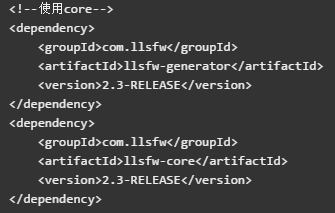 <!--使用core-->
<dependency>
    <groupId>com.llsfw</groupId>
    <artifactId>llsfw-generator</artifactId>
    <version>2.3-RELEASE</version>
</dependency>
<dependency>
    <groupId>com.llsfw</groupId>
    <artifactId>llsfw-core</artifactId>
    <version>2.3-RELEASE</version>
</dependency>